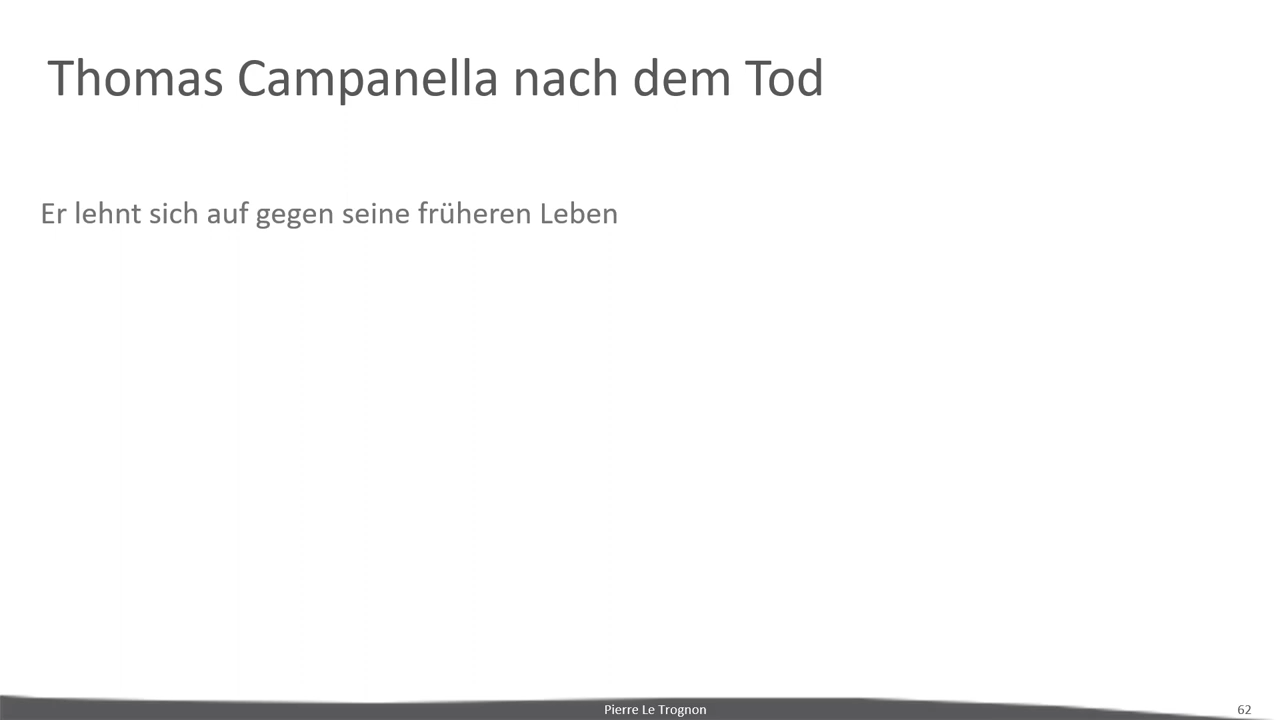 Thomas Campanella nach dem Tod
Er lehnt sich auf gegen seine früheren Leben
Pierre Le Trognon
62